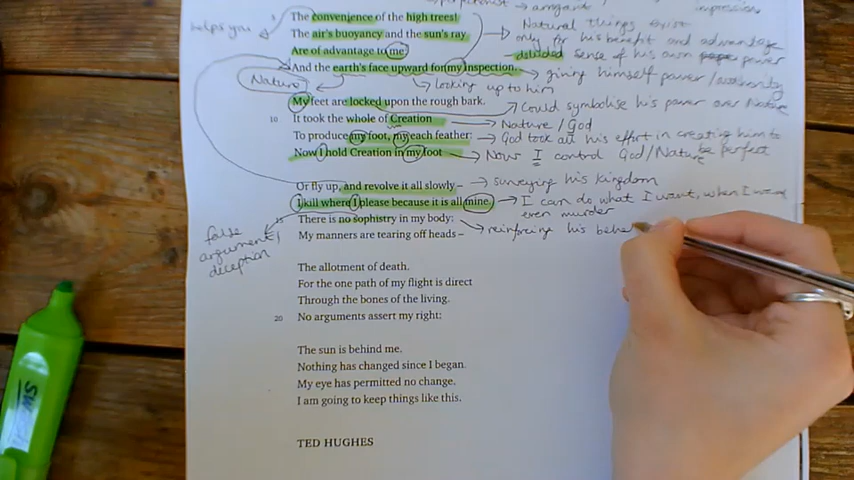 arrogant
impression
helps you
The convenience of the high trees!
Natural things exist
The air's buoyancy and the sun's ray
only for his benefit and advantage
Are of advantage to me
deluded sense of his own power
And the earth's face upward for my inspection.
giving himself power/authority
Nature
looking up to him
My feet are locked upon the rough bark.
Could symbolise his power over Nature
10 It took the whole of Creation
Nature/God
To produce my foot, my each feather:
God took all his effort in creating him to
be perfect
Now I hold Creation in my foot
Now I control God/Nature
Or fly up, and revolve it all slowly –
surveying his kingdom
I kill where I please because it is all mine.
I can do what I want, when I want
even murder
There is no sophistry in my body:
false
argument/
deception
My manners are tearing off heads –
reinforcing his beha
The allotment of death.
For the one path of my flight is direct
Through the bones of the living.
20 No arguments assert my right:
The sun is behind me.
Nothing has changed since I began.
My eye has permitted no change.
I am going to keep things like this.
TED HUGHES